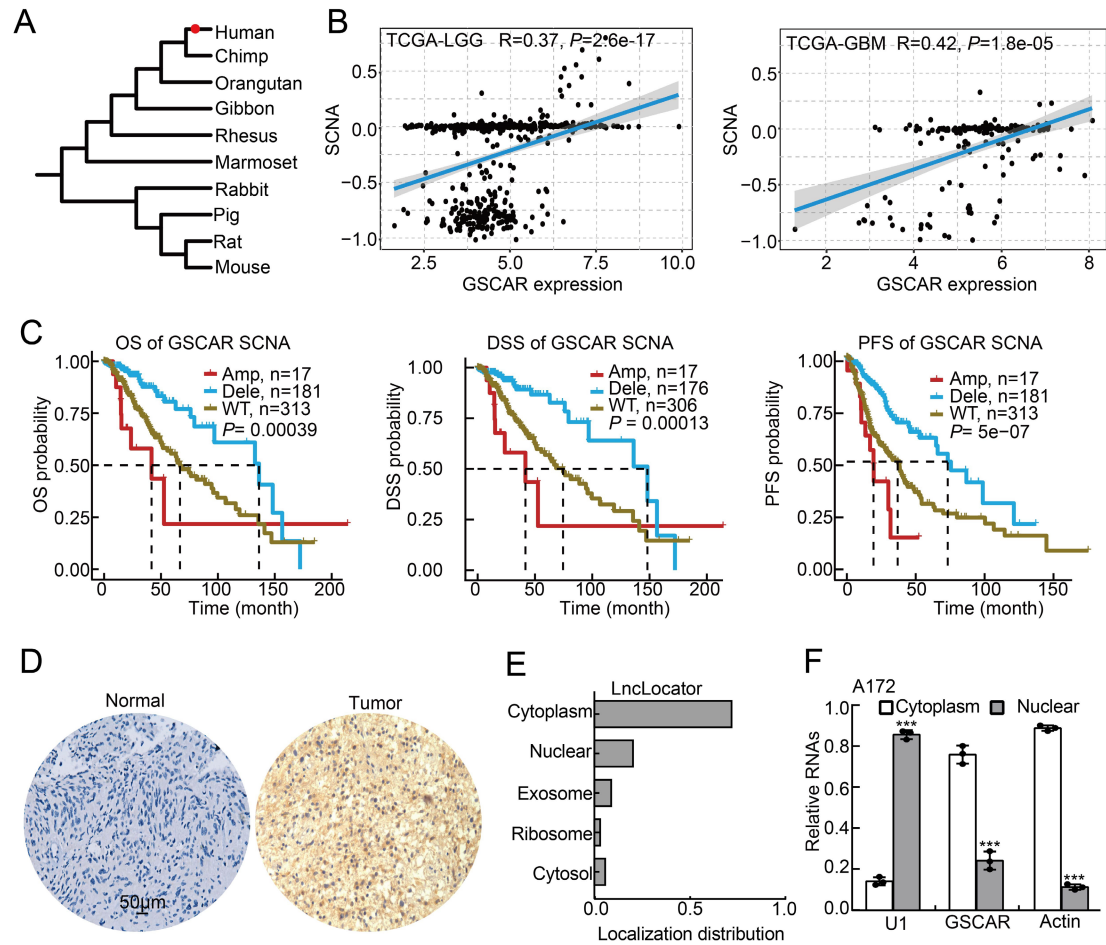 A
Human
Chimp
Orangutan
Gibbon
Rhesus
Marmoset
Rabbit
Pig
Rat
Mouse
B
TCGA-LGG R=0.37, P=2.6e-17
SCNA
0.5
0.0
−0.5
−1.0
2.5 5.0 7.5 10.0
GSCAR expression
TCGA-GBM R=0.42, P=1.8e-05
SCNA
0.5
0.0
−0.5
−1.0
2 4 6 8
GSCAR expression
C
OS of GSCAR SCNA
Amp, n=17
Dele, n=181
WT, n=313
P= 0.00039
OS probability
1.00
0.75
0.50
0.25
0.00
0 50 100 150 200
Time (month)
DSS of GSCAR SCNA
Amp, n=17
Dele, n=176
WT, n=306
P = 0.00013
DSS probability
1.00
0.75
0.50
0.25
0.00
0 50 100 150 200
Time (month)
PFS of GSCAR SCNA
Amp, n=17
Dele, n=181
WT, n=313
P= 5e−07
PFS probability
1.00
0.75
0.50
0.25
0.00
0 50 100 150
Time (month)
D
Normal
Tumor
50μm
E
LncLocator
Cytoplasm
Nuclear
Exosome
Ribosome
Cytosol
0.0 0.5 1.0
Localization distribution
F
A172
Cytoplasm Nuclear
Relative RNAs
1.0
0.8
0.6
0.4
0.2
0.0
***
***
***
U1 GSCAR Actin